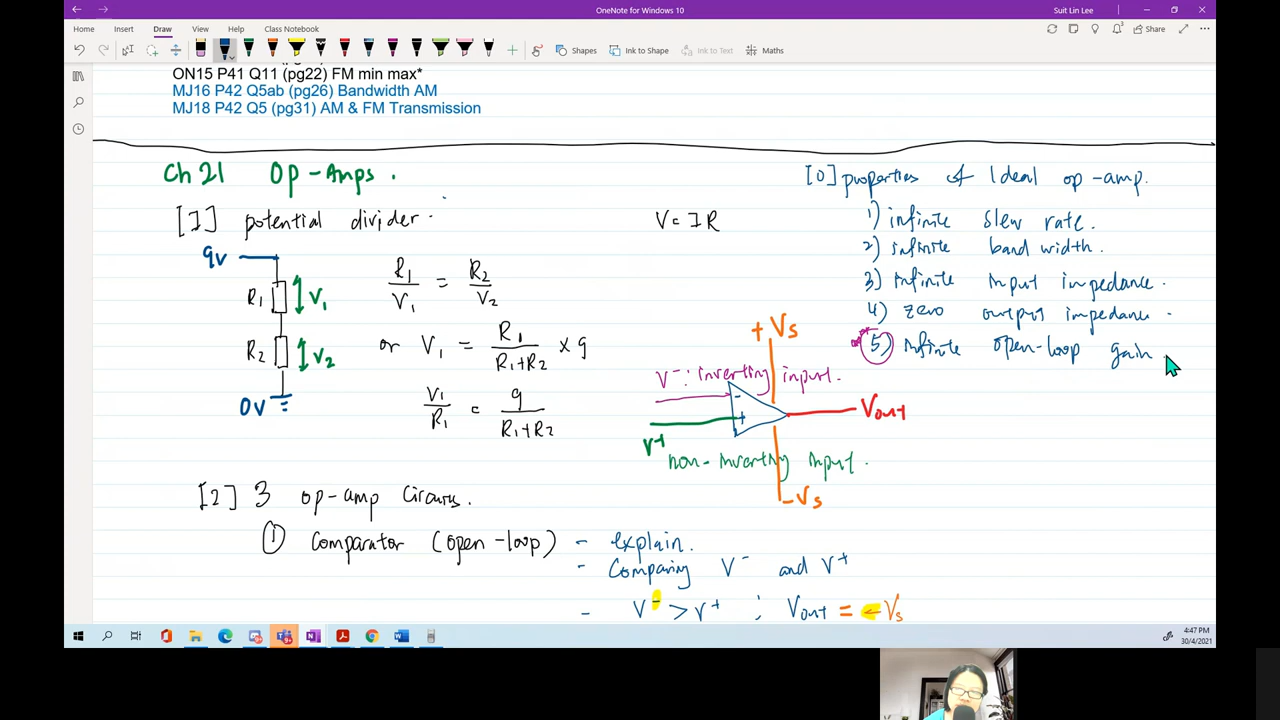 OneNote for Windows 10
Suit Lin Lee
Home Insert Draw View Help Class Notebook
Shapes Ink to Shape Ink to Text Maths
Share
ON15 P41 Q11 (pg22) FM min max*
MJ16 P42 Q5ab (pg26) Bandwidth AM
MJ18 P42 Q5 (pg31) AM & FM Transmission
Ch 21 Op-Amps.
[1] potential divider.
9V
R1
V1
R2
V2
0V
R1/V1 = R2/V2
or V1 = R1/(R1+R2) × 9
V1/R1 = 9/(R1+R2)
V = IR
[0] properties of Ideal op-amp.
1) infinite slew rate.
2) infinite band width.
3) infinite input impedance.
4) zero output impedance.
5) infinite open-loop gain.
+Vs
V-: inverting input.
-
+
Vout
V+
non-inverting input.
-Vs
[2] 3 op-amp circuits.
① Comparator (open-loop) - explain.
- Comparing V- and V+
- V- > V+ : Vout = -Vs
4:47 PM
30/4/2021